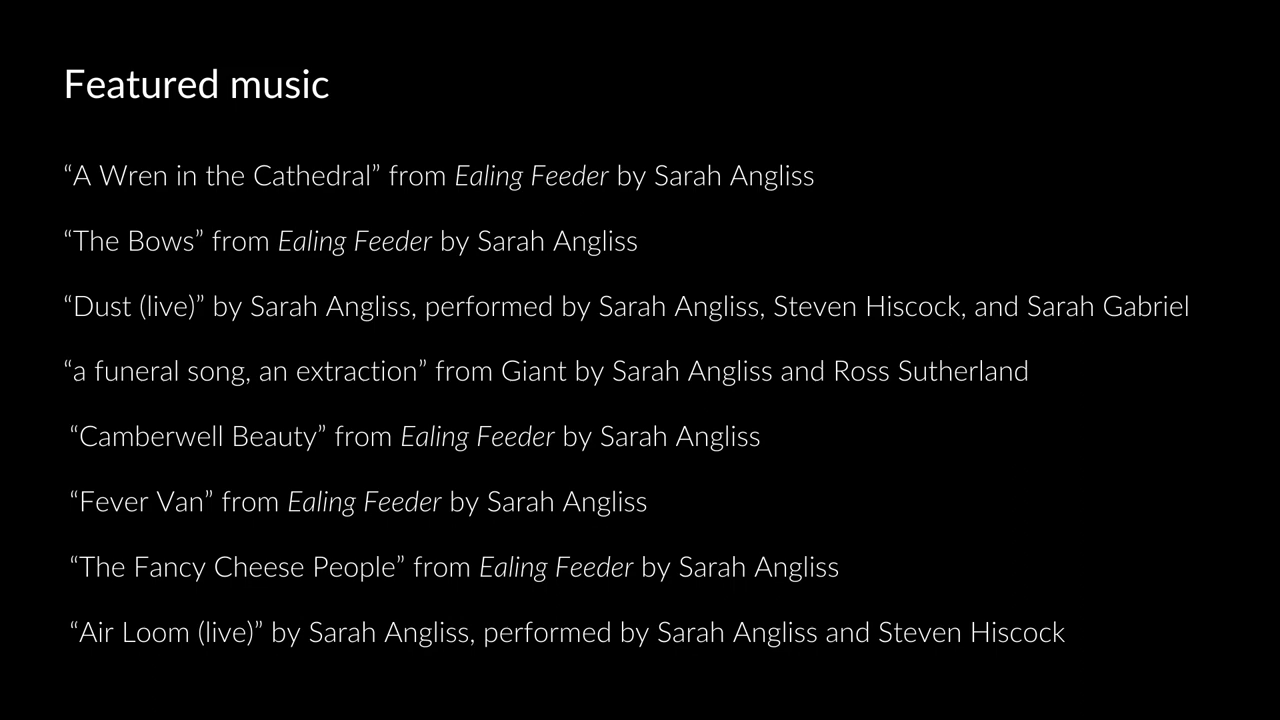 Featured music
“A Wren in the Cathedral” from Ealing Feeder by Sarah Angliss
“The Bows” from Ealing Feeder by Sarah Angliss
“Dust (live)” by Sarah Angliss, performed by Sarah Angliss, Steven Hiscock, and Sarah Gabriel
“a funeral song, an extraction” from Giant by Sarah Angliss and Ross Sutherland
“Camberwell Beauty” from Ealing Feeder by Sarah Angliss
“Fever Van” from Ealing Feeder by Sarah Angliss
“The Fancy Cheese People” from Ealing Feeder by Sarah Angliss
“Air Loom (live)” by Sarah Angliss, performed by Sarah Angliss and Steven Hiscock